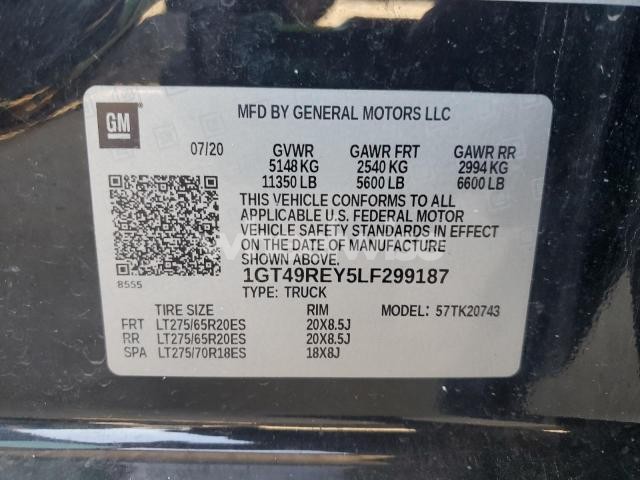 GM
MFD BY GENERAL MOTORS LLC
07/20 GVWR GAWR FRT GAWR RR
5148 KG 2540 KG 2994 KG
11350 LB 5600 LB 6600 LB
THIS VEHICLE CONFORMS TO ALL
APPLICABLE U.S. FEDERAL MOTOR
VEHICLE SAFETY STANDARDS IN EFFECT
ON THE DATE OF MANUFACTURE
SHOWN ABOVE.
8555
1GT49REY5LF299187
TYPE: TRUCK
TIRE SIZE RIM MODEL: 57TK20743
FRT LT275/65R20ES 20X8.5J
RR LT275/65R20ES 20X8.5J
SPA LT275/70R18ES 18X8J